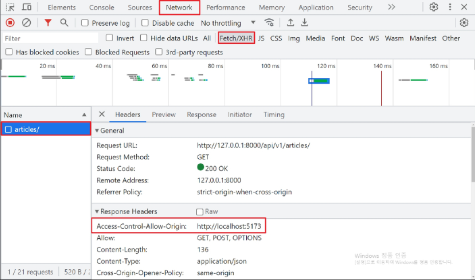 Elements Network Performance Memory Application
Preserve log Disable cache No throttling
Filter Invert Hide data URLs All Fetch/XHR JS CSS Img Media Font Doc WS Wasm Manifest
Has blocked cookies Blocked Requests 3rd-party requests
20 ms 40 ms 60 ms 80 ms 100 ms 120 ms 140 ms 160 ms
Name Headers Preview Response Initiator Timing
articles/
General
Request URL: http://127.0.0.1:8000/api/v1/articles/
Request Method: GET
Status Code: 200 OK
Remote Address: 127.0.0.1:8000
Referrer Policy: strict-origin-when-cross-origin
Response Headers Raw
Access-Control-Allow-Origin: http://localhost:5173
Allow: GET, POST, OPTIONS
Content-Length: 136
Content-Type: application/json
Cross-Origin-Opener-Policy: same-origin
Windows 정품 인증
1 / 21 requests 520 B /